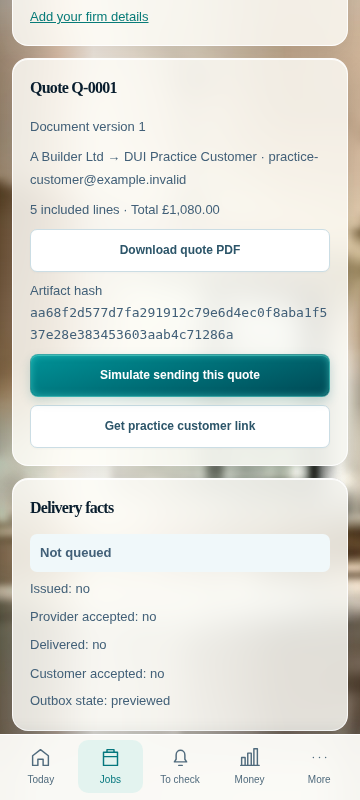 Add your firm details
Quote Q-0001
Document version 1
A Builder Ltd → DUI Practice Customer · practice-
customer@example.invalid
5 included lines · Total £1,080.00
Download quote PDF
Artifact hash
aa68f2d577d7fa291912c79e6d4ec0f8aba1f5
37e28e383453603aab4c71286a
Simulate sending this quote
Get practice customer link
Delivery facts
Not queued
Issued: no
Provider accepted: no
Delivered: no
Customer accepted: no
Outbox state: previewed
Today
Jobs
To check
Money
More